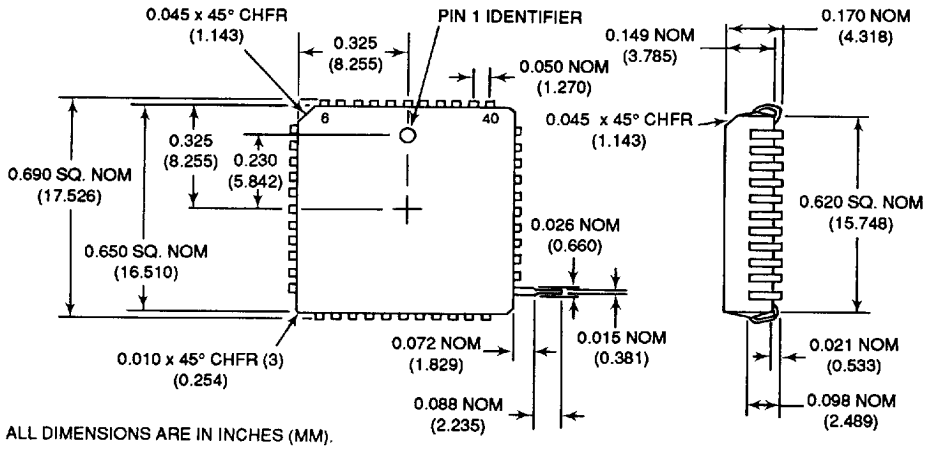 0.045 x 45° CHFR
(1.143)
PIN 1 IDENTIFIER
0.170 NOM
(4.318)
0.325
(8.255)
0.149 NOM
(3.785)
0.050 NOM
(1.270)
6
40
0.045 x 45° CHFR
(1.143)
0.325
(8.255)
0.230
(5.842)
0.690 SQ. NOM
(17.526)
0.620 SQ. NOM
(15.748)
0.026 NOM
(0.660)
0.650 SQ. NOM
(16.510)
0.010 x 45° CHFR (3)
(0.254)
0.072 NOM
(1.829)
0.015 NOM
(0.381)
0.021 NOM
(0.533)
0.088 NOM
(2.235)
0.098 NOM
(2.489)
ALL DIMENSIONS ARE IN INCHES (MM).